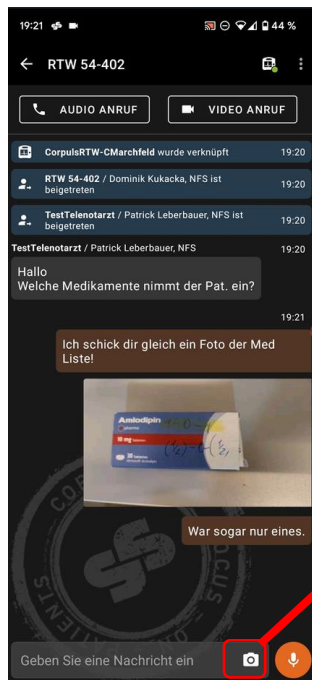 19:21
44 %
RTW 54-402
AUDIO ANRUF
VIDEO ANRUF
CorpulsRTW-CMarchfeld wurde verknüpft
19:20
RTW 54-402 / Dominik Kukacka, NFS ist
beigetreten
19:20
TestTelenotarzt / Patrick Leberbauer, NFS ist
beigetreten
19:20
TestTelenotarzt / Patrick Leberbauer, NFS
19:20
Hallo
Welche Medikamente nimmt der Pat. ein?
19:21
Ich schick dir gleich ein Foto der Med
Liste!
Amlodipin
pharma
10 mg
30
War sogar nur eines.
Geben Sie eine Nachricht ein